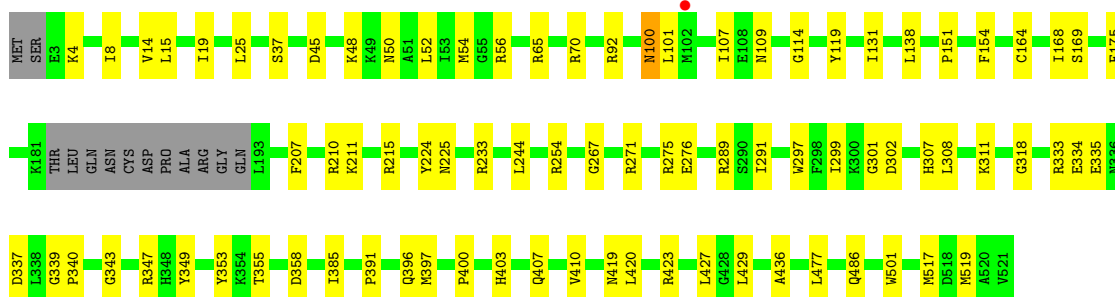 MET SER E3 K4 I8 V14 L15 I19 L25 S37 D45 K48 K49 N50 A51 L52 I53 M54 G55 R56 R65 R70 R92 N100 L101 M102 I107 E108 N109 G114 Y119 I131 L138 P151 F154 C164 I168 S169
K181 THR LEU GLN ASN CYS ASP PRO ALA ARG GLY GLN L193 F207 R210 K211 R215 Y224 N225 R233 L244 R254 G267 R271 R275 E276 R289 S290 I291 W297 F298 I299 K300 G301 D302 H307 L308 K311 G318 R333 E334 E335 N336
D337 L338 G339 P340 G343 R347 H348 Y349 Y353 K354 T355 D358 I385 P391 Q396 M397 P400 H403 Q407 V410 N419 L420 R423 L427 G428 L429 A436 L477 Q486 W501 M517 D518 M519 A520 V521